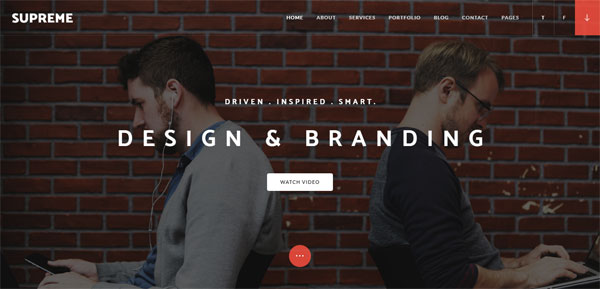 SUPREME
HOME ABOUT SERVICES PORTFOLIO BLOG CONTACT PAGES T F
DRIVEN . INSPIRED . SMART.
DESIGN & BRANDING
WATCH VIDEO